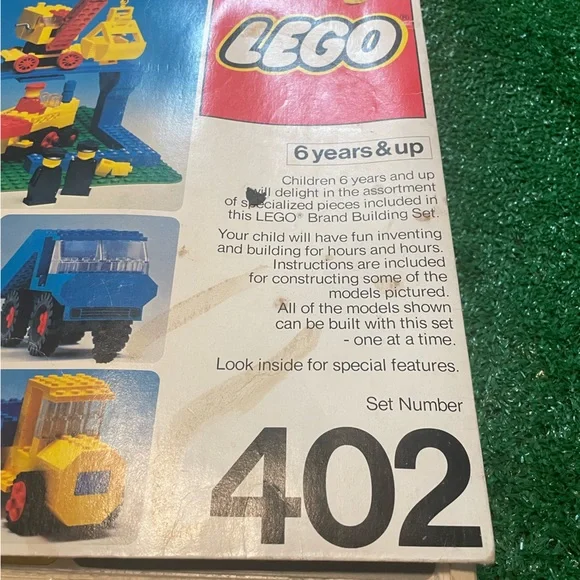 LEGO
6 years & up
Children 6 years and up
will delight in the assortment
of specialized pieces included in
this LEGO® Brand Building Set.
Your child will have fun inventing
and building for hours and hours.
Instructions are included
for constructing some of the
models pictured.
All of the models shown
can be built with this set
- one at a time.
Look inside for special features.
Set Number
402